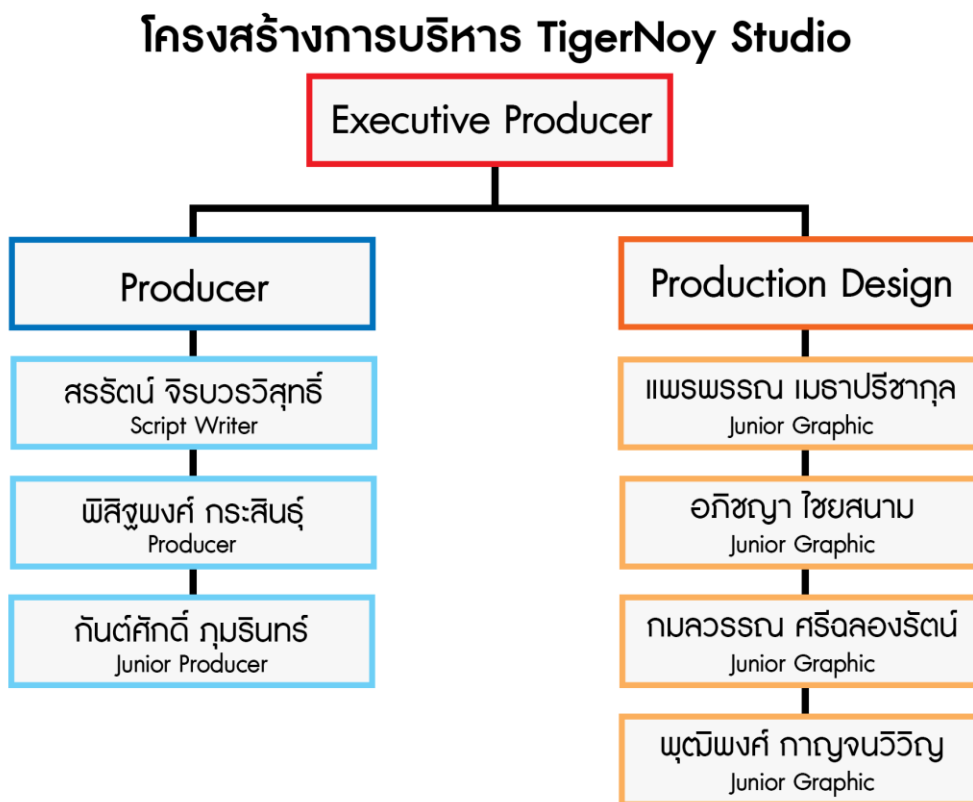 โครงสร้างการบริหาร TigerNoy Studio
Executive Producer
Producer
สรรัตน์ จิรบวรวิสุทธิ์
Script Writer
พิสิฐพงศ์ กระสินธุ์
Producer
กันต์ศักดิ์ ภุมรินทร์
Junior Producer
Production Design
แพรพรรณ เมธาปรีชากุล
Junior Graphic
อภิชญา ไชยสนาม
Junior Graphic
กมลวรรณ ศรีฉลองรัตน์
Junior Graphic
พุฒิพงศ์ กาญจนวิวิญ
Junior Graphic